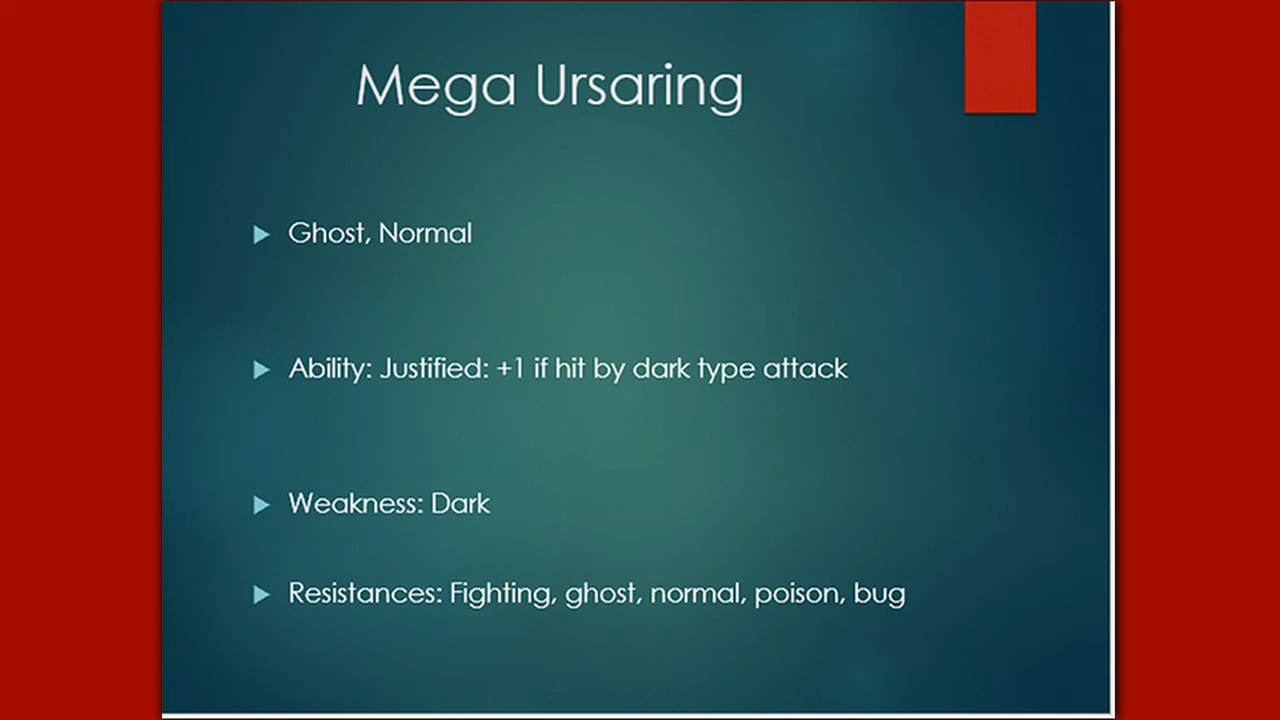 Mega Ursaring
Ghost, Normal
Ability: Justified: +1 if hit by dark type attack
Weakness: Dark
Resistances: Fighting, ghost, normal, poison, bug